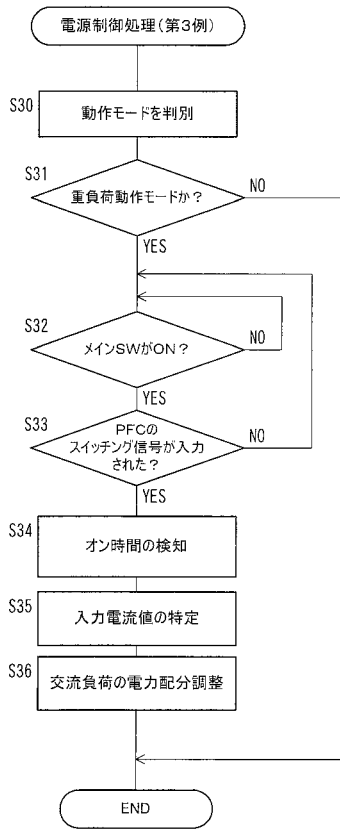 電源制御処理(第3例)
S30
動作モードを判別
S31
重負荷動作モードか?
NO
YES
S32
メインSWがON?
NO
YES
S33
PFCの
スイッチング信号が入力
された?
NO
YES
S34
オン時間の検知
S35
入力電流値の特定
S36
交流負荷の電力配分調整
END